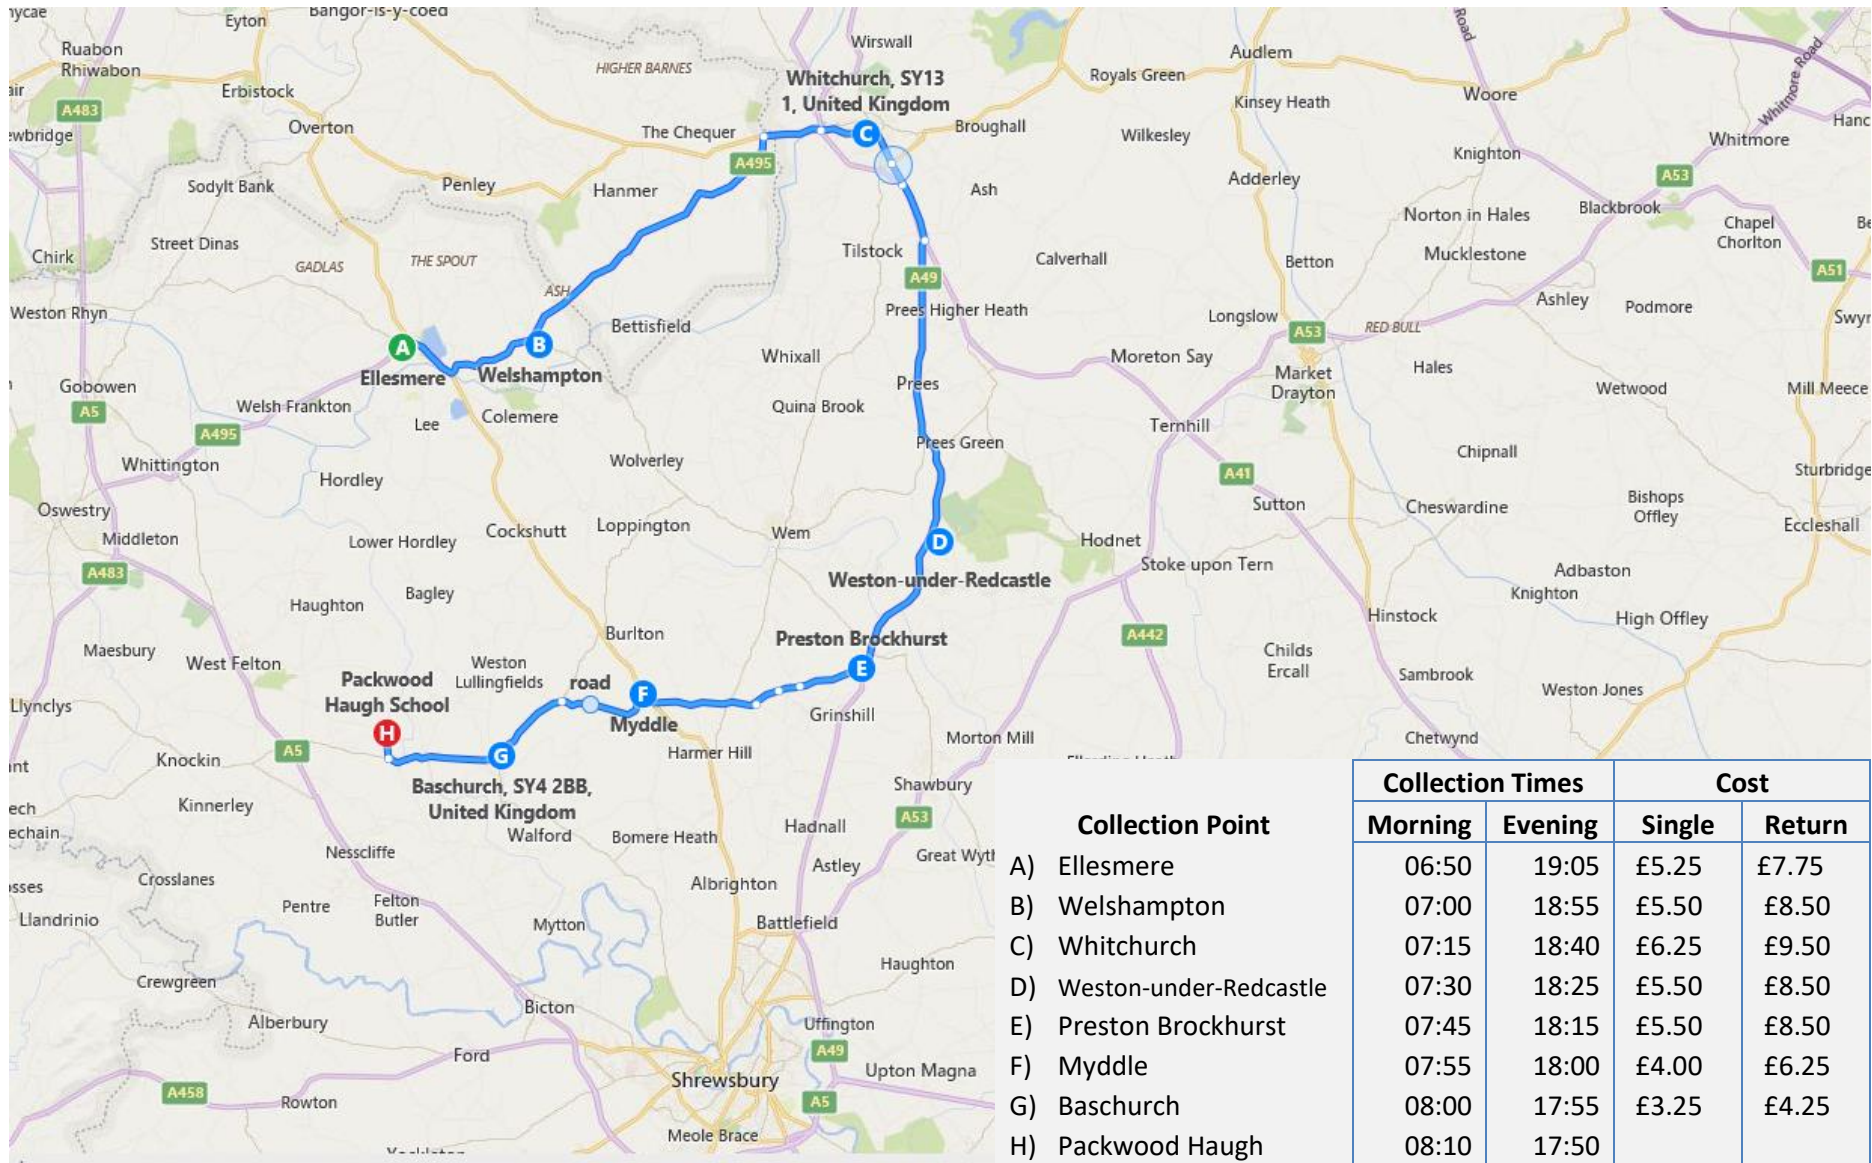 Eyton
Bangor-is-y-coed
Ruabon
Rhiwabon
Wirswall
Audlem
HIGHER BARNES
Whitchurch, SY13
1, United Kingdom
Royals Green
Erbistock
A483
Kinsey Heath
Woore
Whitmore Road
Road
Overton
The Chequer
Broughall
Wilkesley
Whitmore
C
A495
Knighton
Sodylt Bank
Penley
Hanmer
Ash
Adderley
A53
Norton in Hales
Blackbrook
Chapel
Chorlton
Street Dinas
Chirk
GADLAS
THE SPOUT
Tilstock
Calverhall
Betton
Mucklestone
A51
A49
ASH
Weston Rhyn
Bettisfield
Prees Higher Heath
Longslow
Ashley
Podmore
A53
RED BULL
A
B
Ellesmere
Welshampton
Whixall
Moreton Say
Market
Drayton
Hales
Wetwood
Mill Meece
Gobowen
A5
Prees
Welsh Frankton
Lee
Colemere
Quina Brook
Ternhill
A495
Prees Green
Whittington
Hordley
Wolverley
A41
Chipnall
Sturbridge
Oswestry
Middleton
Lower Hordley
Cockshutt
Loppington
Wem
Sutton
Cheswardine
Bishops
Offley
Eccleshall
D
Hodnet
A483
Weston-under-Redcastle
Stoke upon Tern
Adbaston
Knighton
Haughton
Bagley
Hinstock
High Offley
Burlton
Preston Brockhurst
A442
Maesbury
West Felton
Weston
Lullingfields
road
E
Childs
Ercall
Sambrook
Weston Jones
Packwood
Haugh School
F
Myddle
Llynclys
Grinshill
H
Harmer Hill
Morton Mill
Chetwynd
Knockin
A5
G
Baschurch, SY4 2BB,
United Kingdom
Shawbury
Kinnerley
Walford
Bomere Heath
Hadnall
A53
Nesscliffe
Astley
Crosslanes
Albrighton
Llandrinio
Pentre
Felton
Butler
Mytton
Battlefield
Haughton
Crewgreen
Bicton
Alberbury
Uffington
Ford
A49
Shrewsbury
Upton Magna
A458
Rowton
A5
Meole Brace
Collection Times Cost
Collection Point Morning Evening Single Return
A) Ellesmere 06:50 19:05 £5.25 £7.75
B) Welshampton 07:00 18:55 £5.50 £8.50
C) Whitchurch 07:15 18:40 £6.25 £9.50
D) Weston-under-Redcastle 07:30 18:25 £5.50 £8.50
E) Preston Brockhurst 07:45 18:15 £5.50 £8.50
F) Myddle 07:55 18:00 £4.00 £6.25
G) Baschurch 08:00 17:55 £3.25 £4.25
H) Packwood Haugh 08:10 17:50